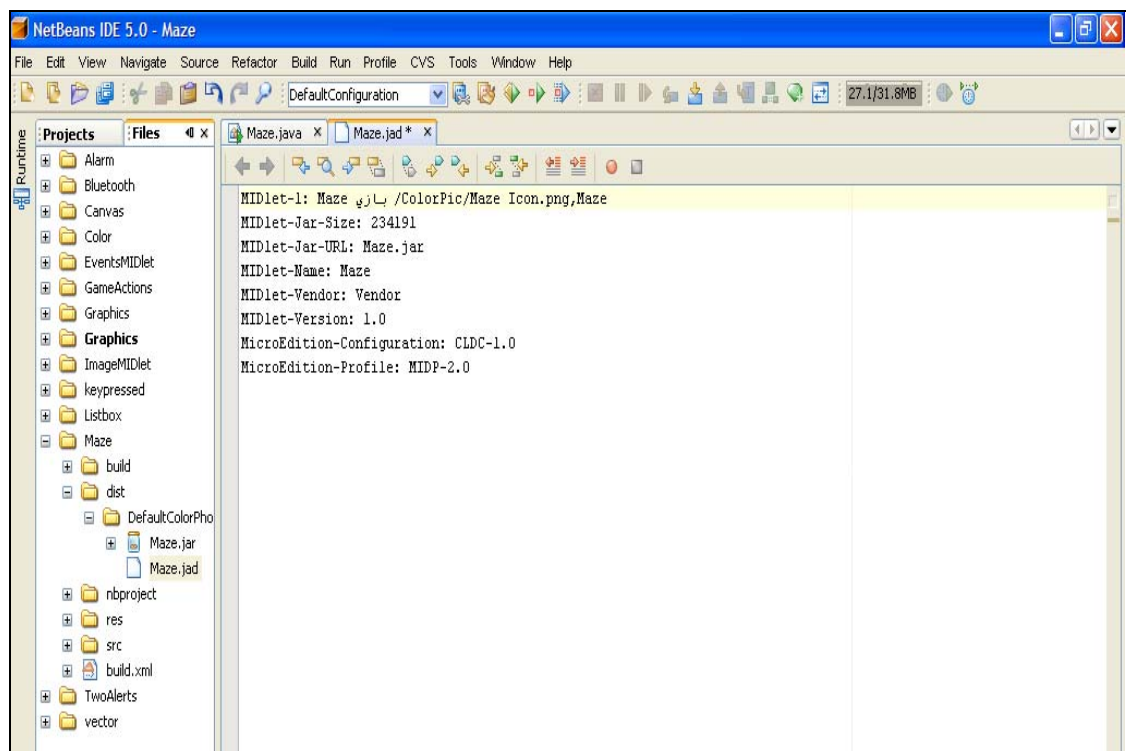 NetBeans IDE 5.0 - Maze
File Edit View Navigate Source Refactor Build Run Profile CVS Tools Window Help
DefaultConfiguration 27.1/31.8MB
Runtime
Projects Files x
Maze.java x Maze.jad * x
Alarm
Bluetooth
Canvas
Color
EventsMIDlet
GameActions
Graphics
Graphics
ImageMIDlet
keypressed
Listbox
Maze
build
dist
DefaultColorPho
Maze.jar
Maze.jad
nbproject
res
src
build.xml
TwoAlerts
vector
MIDlet-1: Maze بازي /ColorPic/Maze Icon.png,Maze
MIDlet-Jar-Size: 234191
MIDlet-Jar-URL: Maze.jar
MIDlet-Name: Maze
MIDlet-Vendor: Vendor
MIDlet-Version: 1.0
MicroEdition-Configuration: CLDC-1.0
MicroEdition-Profile: MIDP-2.0